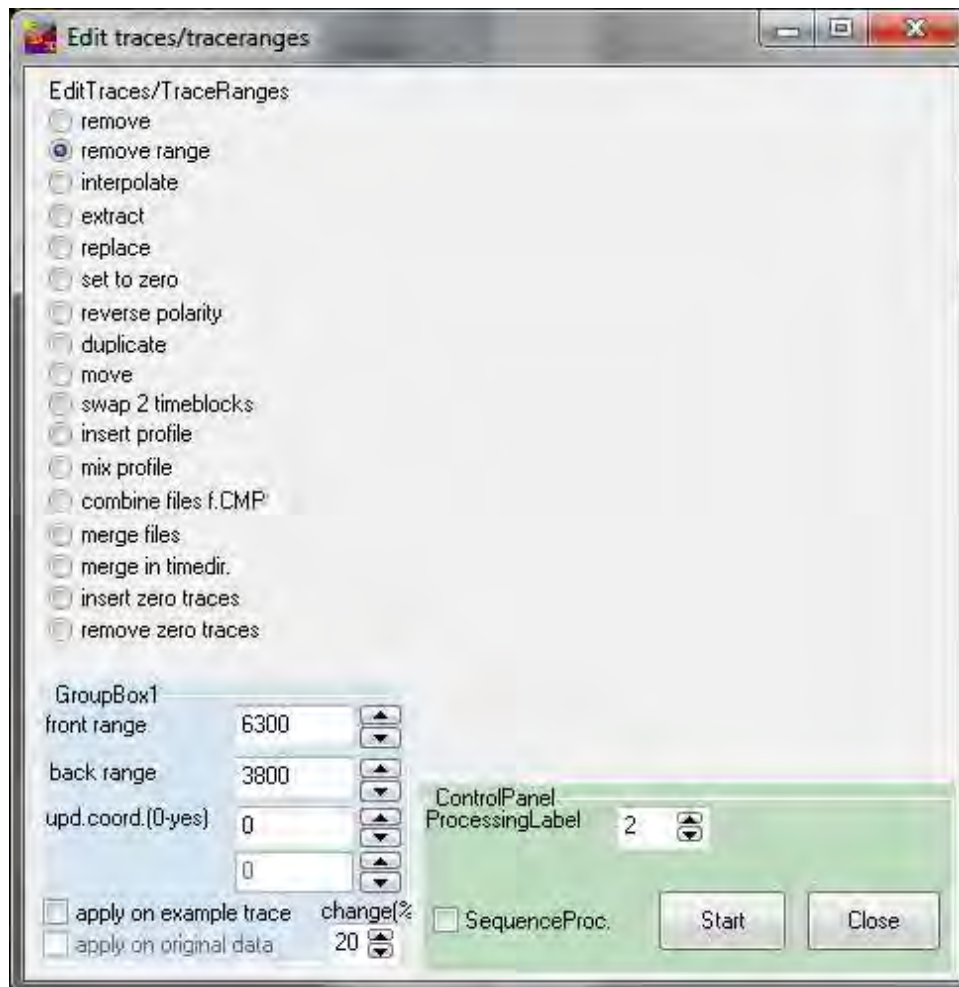 Edit traces/traceranges
EditTraces/TraceRanges
remove
remove range
interpolate
extract
replace
set to zero
reverse polarity
duplicate
move
swap 2 timeblocks
insert profile
mix profile
combine files f.CMP
merge files
merge in timedir.
insert zero traces
remove zero traces
GroupBox1
front range 6300
back range 3800
upd.coord.(0-yes) 0
0
apply on example trace change(%
apply on original data 20
ControlPanel
ProcessingLabel 2
SequenceProc. Start Close